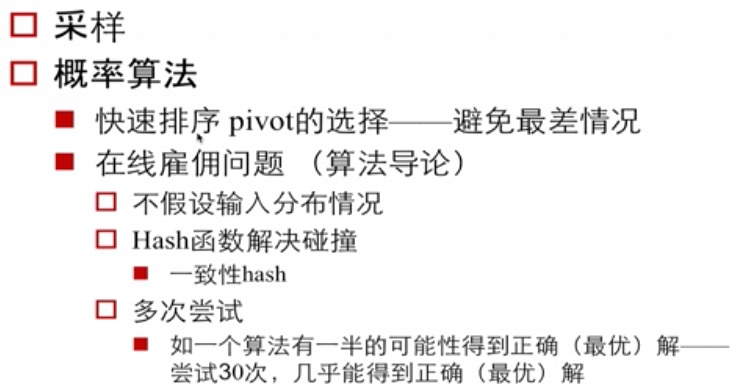 采样
概率算法
快速排序 pivot的选择——避免最差情况
在线雇佣问题 （算法导论）
不假设输入分布情况
Hash函数解决碰撞
一致性hash
多次尝试
如一个算法有一半的可能性得到正确（最优）解——
尝试30次，几乎能得到正确（最优）解